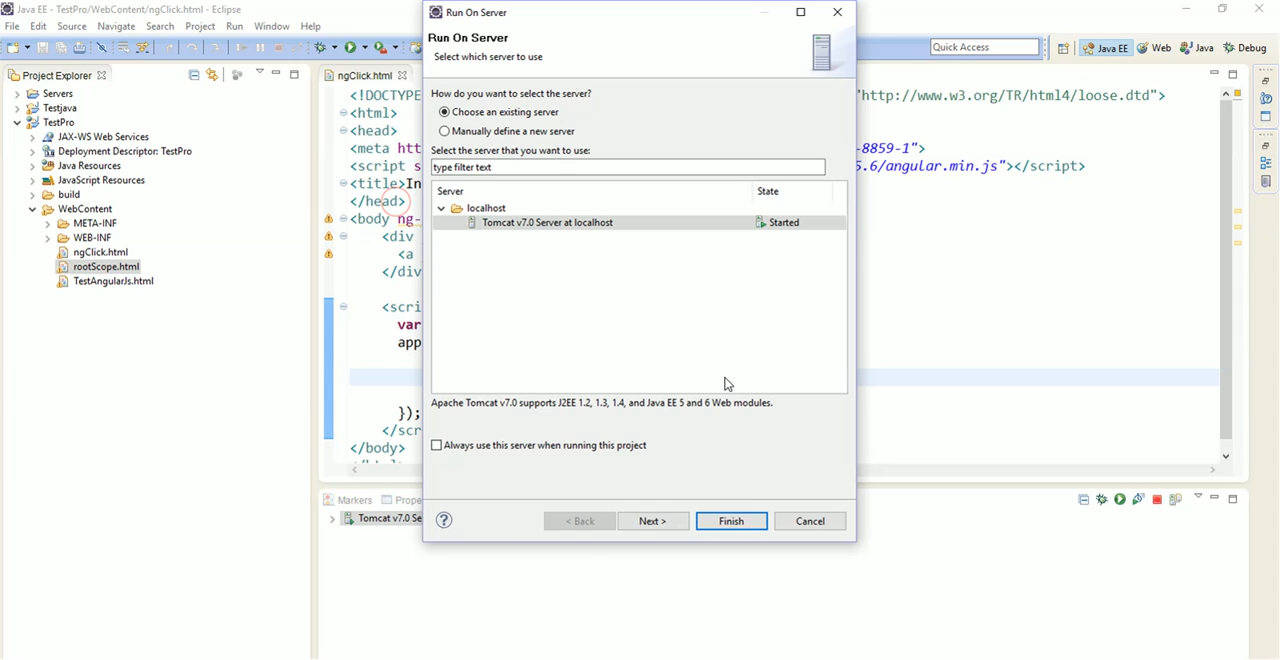 Java EE - TestPro/WebContent/ngClick.html - Eclipse
File Edit Source Navigate Search Project Run Window Help
Quick Access
Java EE
Web
Java
Debug
Project Explorer
Servers
Testjava
TestPro
JAX-WS Web Services
Deployment Descriptor: TestPro
Java Resources
JavaScript Resources
build
WebContent
META-INF
WEB-INF
ngClick.html
rootScope.html
TestAngularJs.html
ngClick.html
<!DOCTYPE "http://www.w3.org/TR/html4/loose.dtd">
<html>
<head>
<meta htt -8859-1">
<script s 5.6/angular.min.js"></script>
<title>In
</head>
<body ng-
<div
<a
</div
<scri
var
app
});
</scr
</body>
Markers Prope
Tomcat v7.0 Se
Run On Server
Run On Server
Select which server to use
How do you want to select the server?
Choose an existing server
Manually define a new server
Select the server that you want to use:
type filter text
Server State
localhost
Tomcat v7.0 Server at localhost Started
Apache Tomcat v7.0 supports J2EE 1.2, 1.3, 1.4, and Java EE 5 and 6 Web modules.
Always use this server when running this project
< Back Next > Finish Cancel